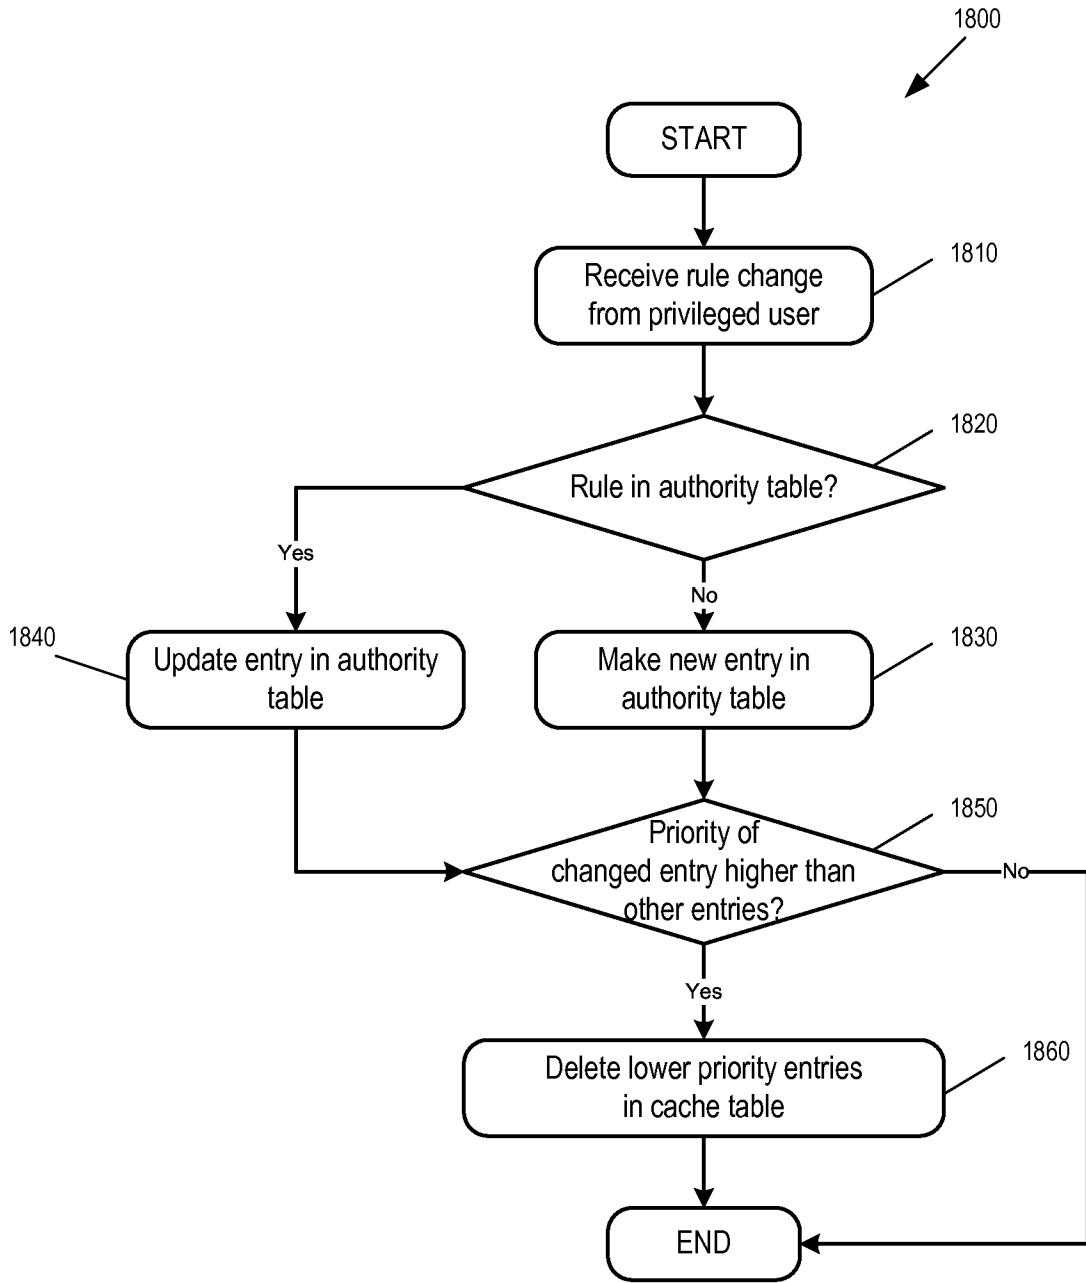 1800
START
1810
Receive rule change
from privileged user
1820
Rule in authority table?
Yes
No
1840
Update entry in authority
table
1830
Make new entry in
authority table
1850
Priority of
changed entry higher than
other entries?
No
Yes
1860
Delete lower priority entries
in cache table
END